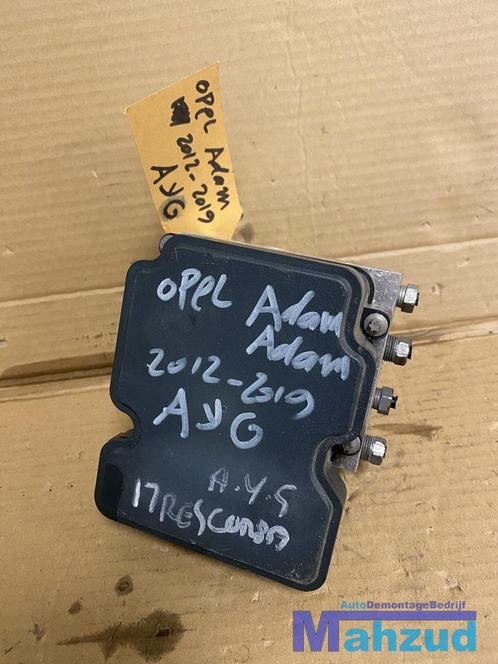 OPEL Adam
2012-2019
AYG
OPEL Adam
Adam
2012-2019
AYG
A.Y.G
AutoDemontageBedrijf
Mahzud